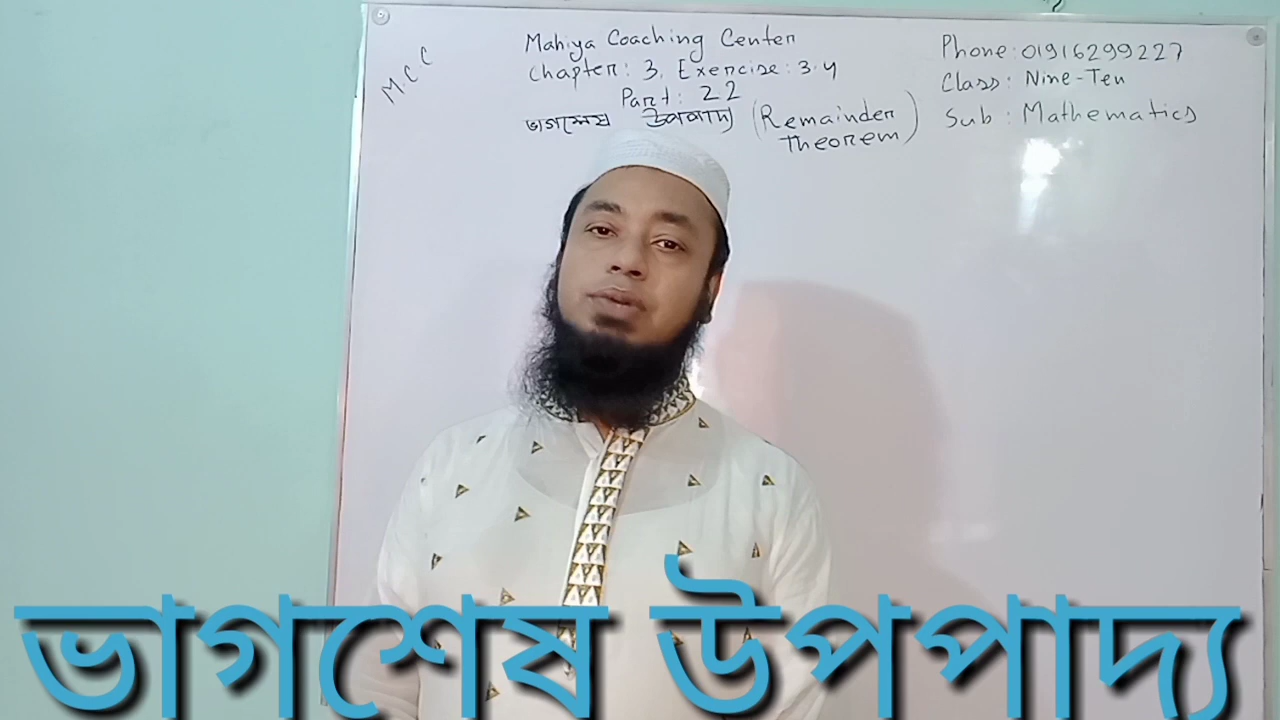 M.C.C
Mahiya Coaching Center
Chapter: 3, Exercise: 3.4
Part: 22
ভাগশেষ উপপাদ্য (Remainder Theorem)
Phone: 01916299227
Class: Nine-Ten
Sub: Mathematics
ভাগশেষ উপপাদ্য